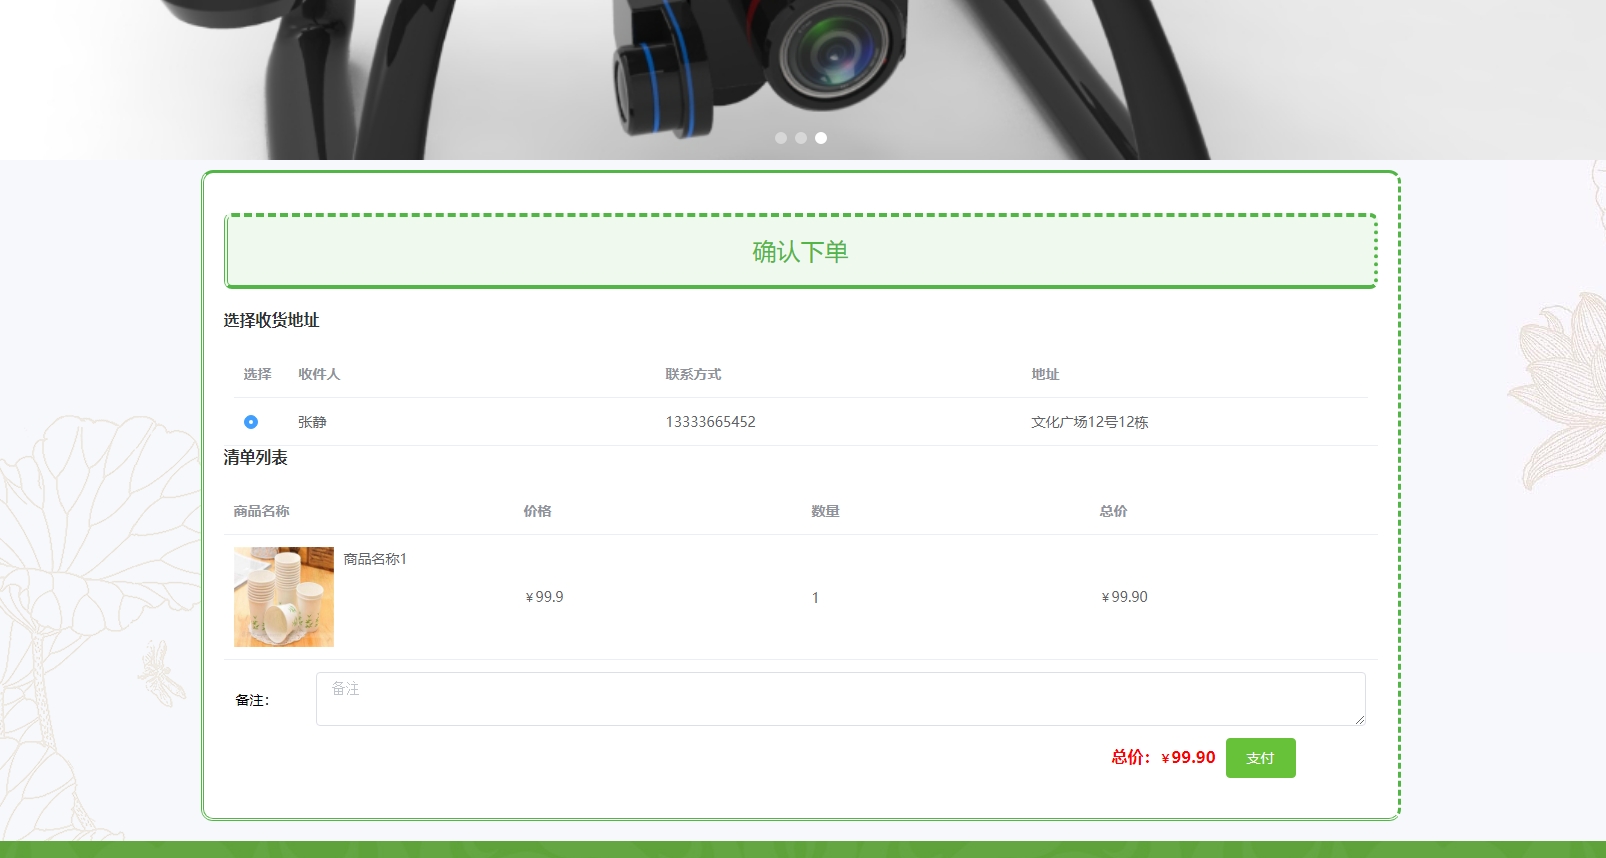 确认下单
选择收货地址
选择 收件人 联系方式 地址
张静 13333665452 文化广场12号12栋
清单列表
商品名称 价格 数量 总价
商品名称1
￥99.9 1 ￥99.90
备注： 备注
总价：￥99.90 支付